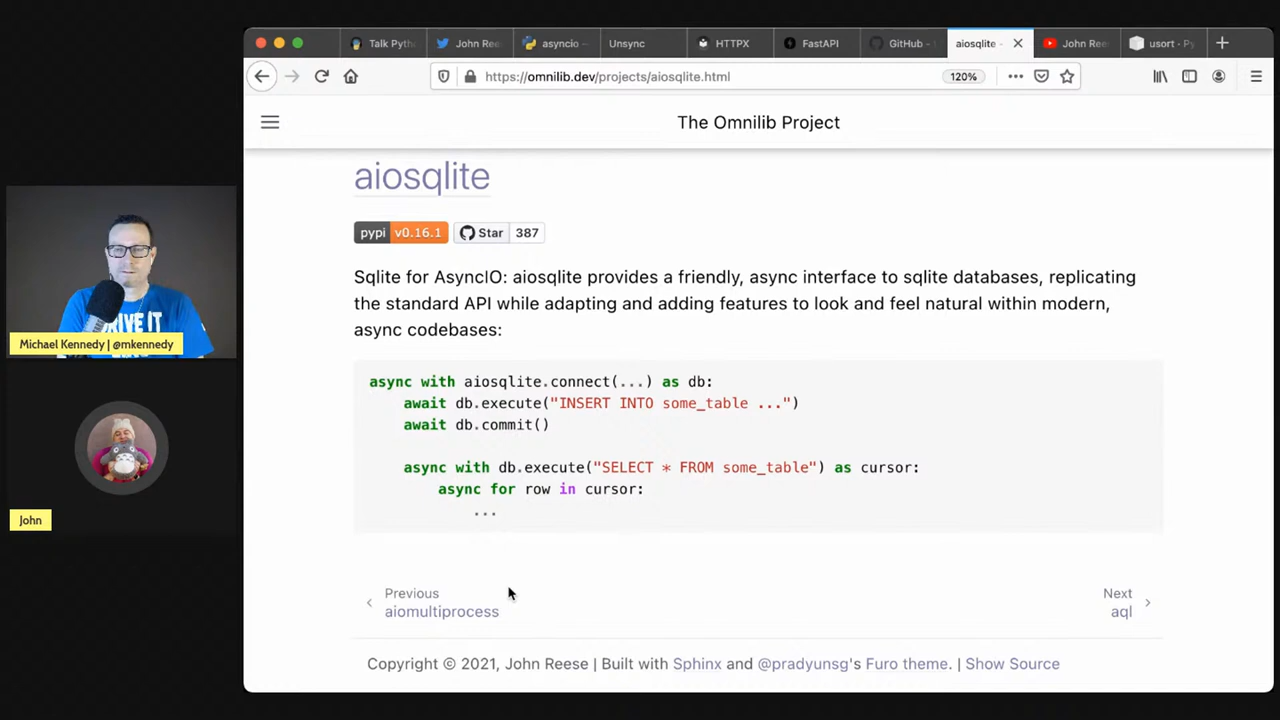 Talk Pyth
John Ree
asyncio
Unsync
HTTPX
FastAPI
GitHub -
aiosqlite -
John Ree
usort - Py
https://omnilib.dev/projects/aiosqlite.html
120%
The Omnilib Project
aiosqlite
pypi v0.16.1
Star 387
Sqlite for AsyncIO: aiosqlite provides a friendly, async interface to sqlite databases, replicating
the standard API while adapting and adding features to look and feel natural within modern,
async codebases:
async with aiosqlite.connect(...) as db:
    await db.execute("INSERT INTO some_table ...")
    await db.commit()
    async with db.execute("SELECT * FROM some_table") as cursor:
        async for row in cursor:
            ...
Previous
aiomultiprocess
Next
aql
Copyright © 2021, John Reese | Built with Sphinx and @pradyunsg's Furo theme. | Show Source
RIVE IT
Michael Kennedy | @mkennedy
John